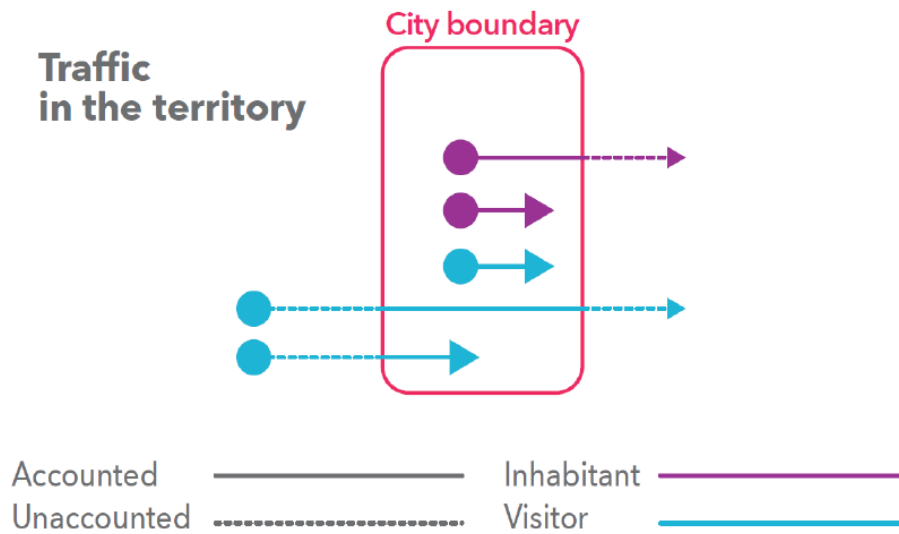 City boundary
Traffic
in the territory
Accounted
Inhabitant
Unaccounted
Visitor